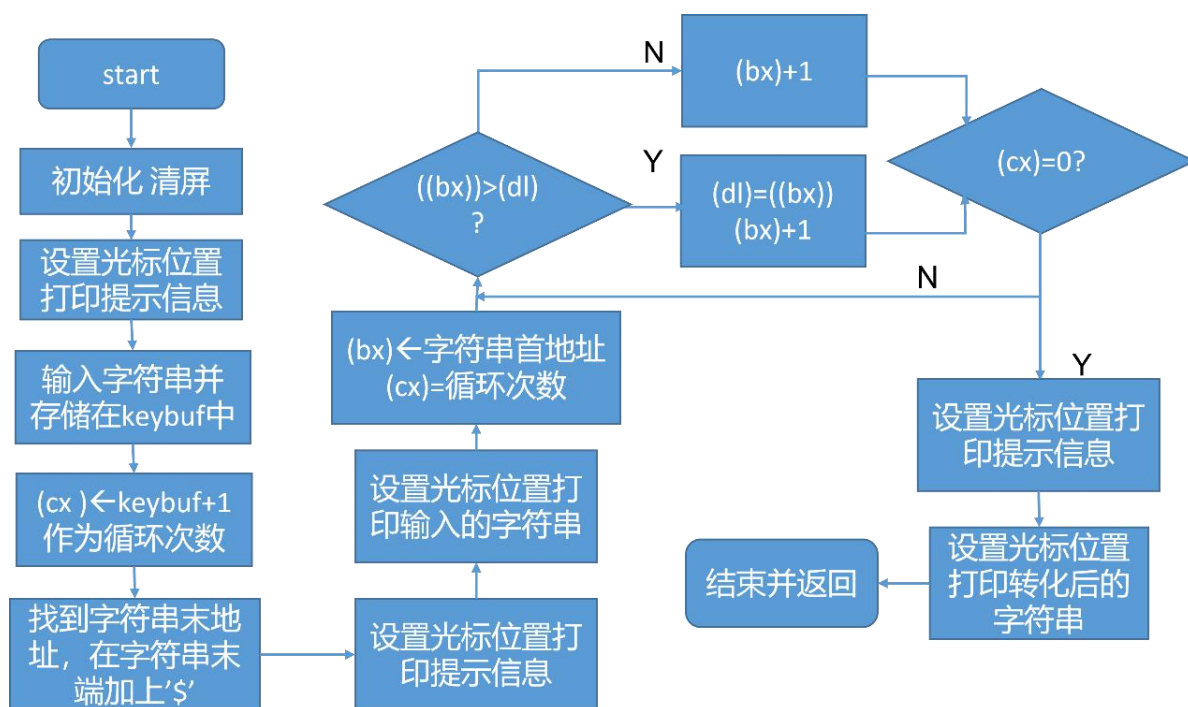 start
初始化 清屏
设置光标位置
打印提示信息
输入字符串并
存储在keybuf中
(cx )←keybuf+1
作为循环次数
找到字符串末地
址，在字符串末
端加上’$’
设置光标位置打
印提示信息
设置光标位置打
印输入的字符串
(bx)←字符串首地址
(cx)=循环次数
((bx))>(dl)
?
N
(bx)+1
Y
(dl)=((bx))
(bx)+1
(cx)=0?
N
Y
设置光标位置打
印提示信息
设置光标位置
打印转化后的
字符串
结束并返回